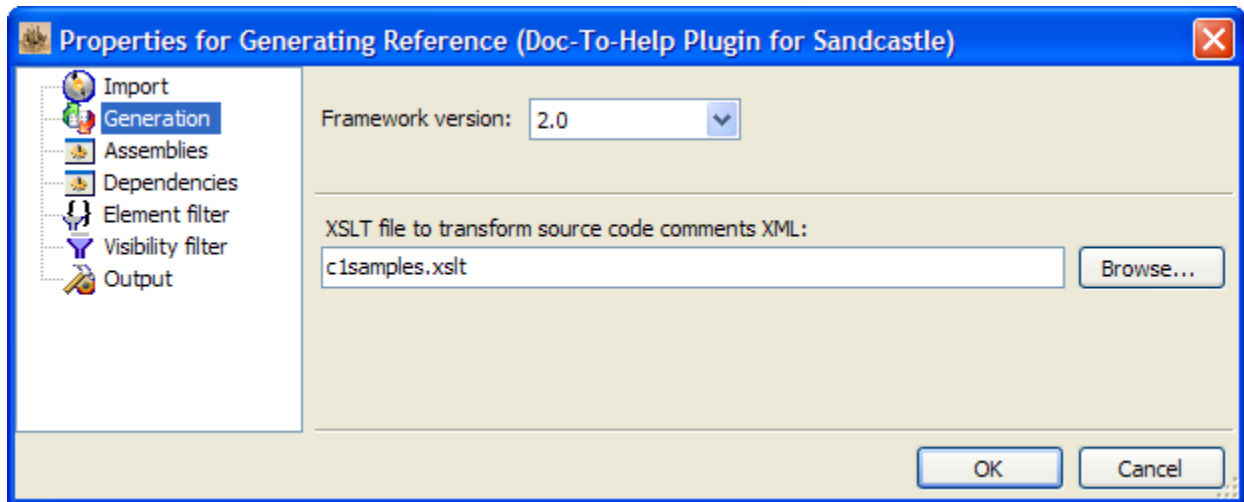 Properties for Generating Reference (Doc-To-Help Plugin for Sandcastle)
Import
Generation
Assemblies
Dependencies
Element filter
Visibility filter
Output
Framework version: 2.0
XSLT file to transform source code comments XML:
c1samples.xslt Browse...
OK Cancel